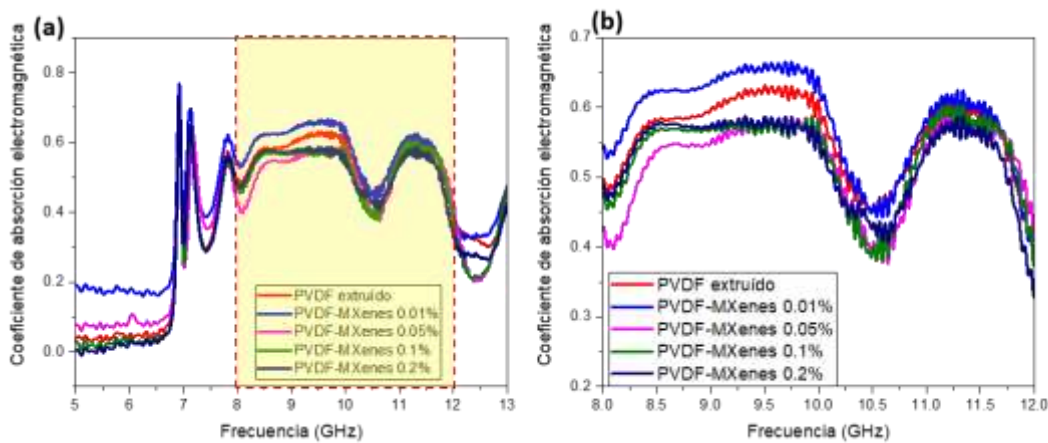 (a)
Coeficiente de absorción electromagnética
0.8
0.6
0.4
0.2
0.0
PVDF extruído
PVDF-MXenes 0.01%
PVDF-MXenes 0.05%
PVDF-MXenes 0.1%
PVDF-MXenes 0.2%
5 6 7 8 9 10 11 12 13
Frecuencia (GHz)
(b)
Coeficiente de absorción electromagnética
0.7
0.6
0.5
0.4
0.3
0.2
PVDF extruído
PVDF-MXenes 0.01%
PVDF-MXenes 0.05%
PVDF-MXenes 0.1%
PVDF-MXenes 0.2%
8.0 8.5 9.0 9.5 10.0 10.5 11.0 11.5 12.0
Frecuencia (GHz)